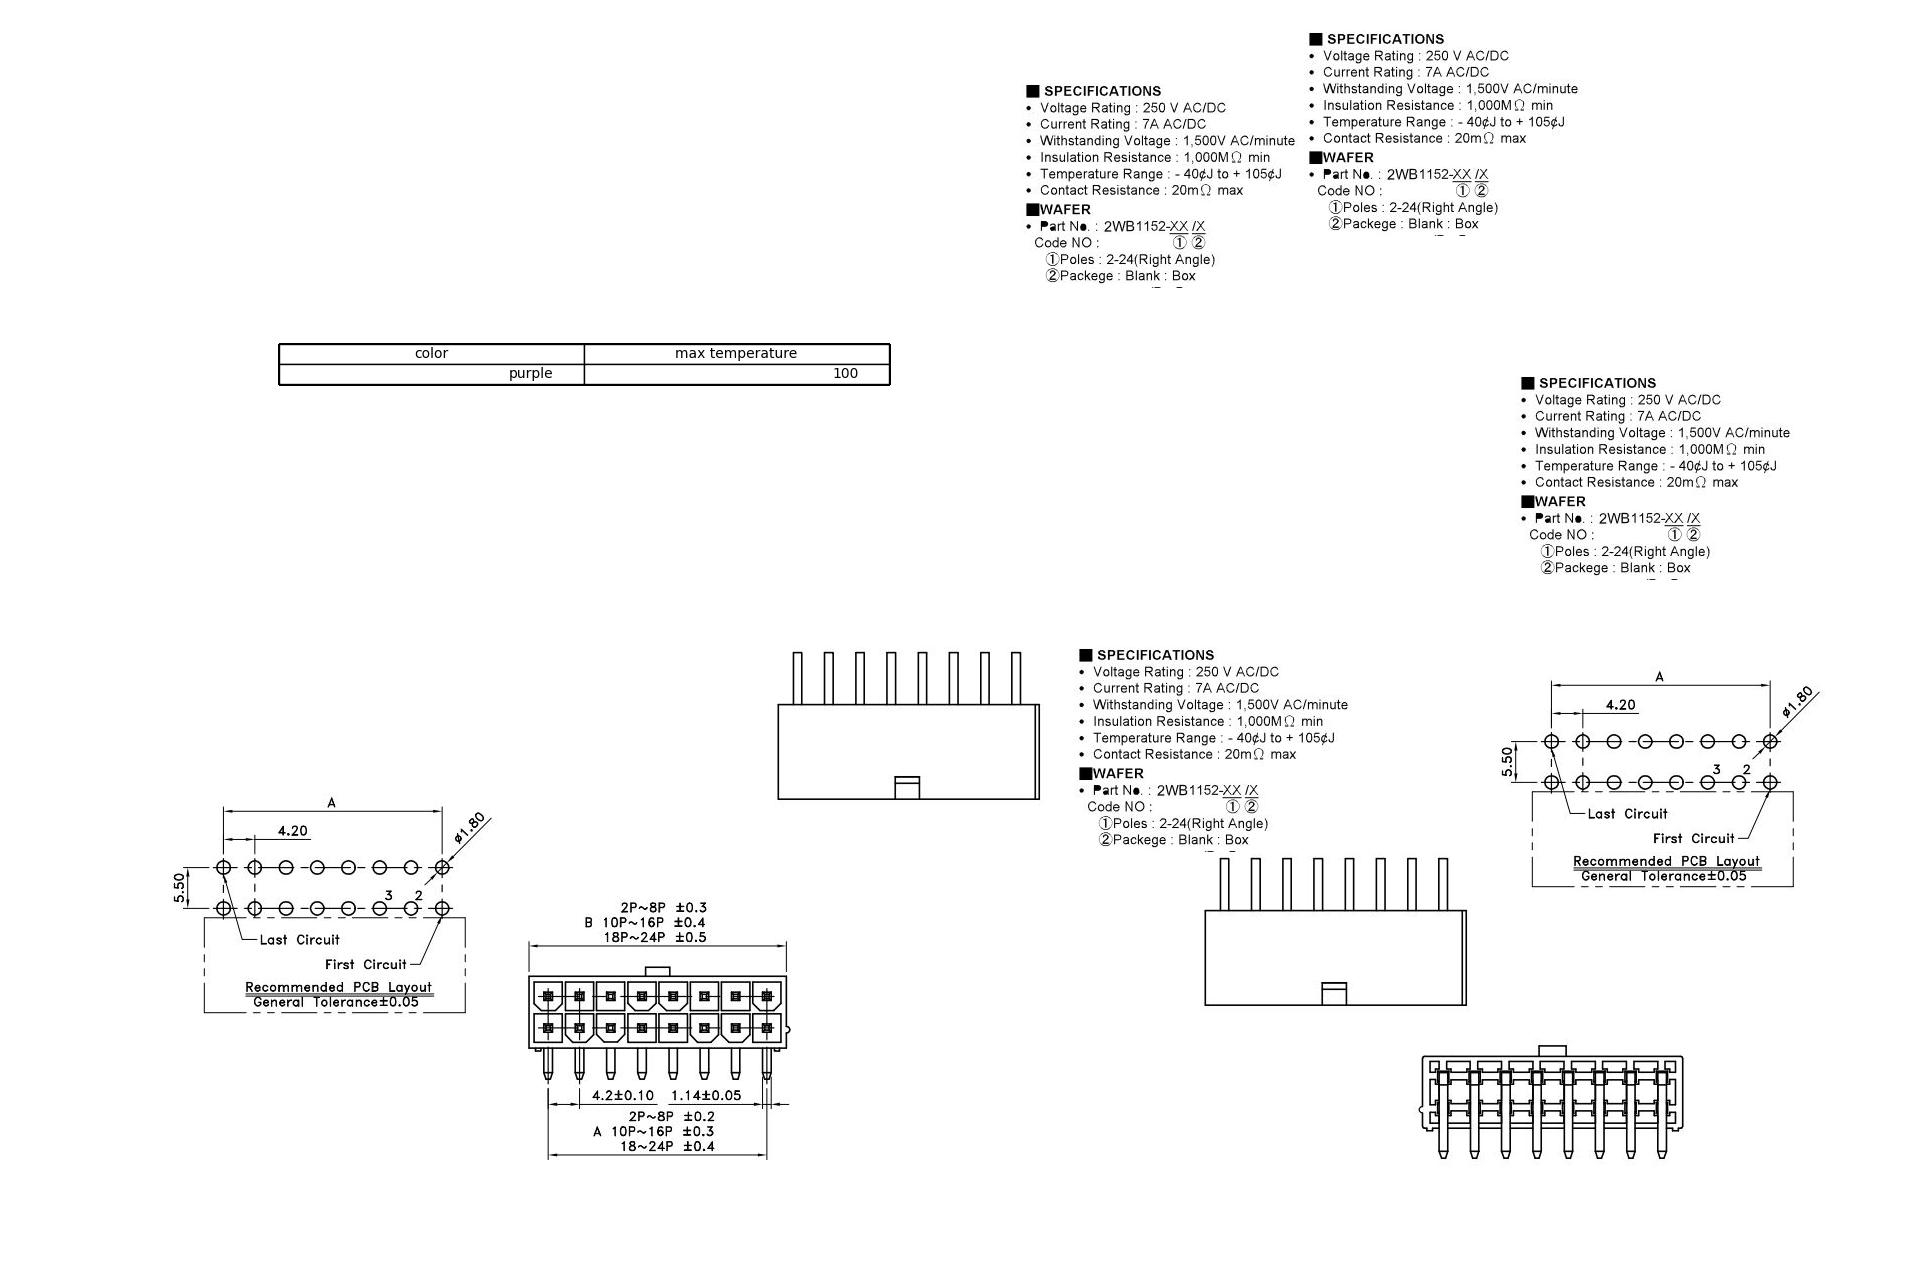 ■ SPECIFICATIONS
• Voltage Rating : 250 V AC/DC
• Current Rating : 7A AC/DC
• Withstanding Voltage : 1,500V AC/minute
• Insulation Resistance : 1,000MΩ min
• Temperature Range : - 40¢J to + 105¢J
• Contact Resistance : 20mΩ max
■WAFER
• Part No. : 2WB1152-XX /X
Code NO : ① ②
①Poles : 2-24(Right Angle)
②Packege : Blank : Box
■ SPECIFICATIONS
• Voltage Rating : 250 V AC/DC
• Current Rating : 7A AC/DC
• Withstanding Voltage : 1,500V AC/minute
• Insulation Resistance : 1,000MΩ min
• Temperature Range : - 40¢J to + 105¢J
• Contact Resistance : 20mΩ max
■WAFER
• Part No. : 2WB1152-XX /X
Code NO : ① ②
①Poles : 2-24(Right Angle)
②Packege : Blank : Box
color max temperature
purple 100
■ SPECIFICATIONS
• Voltage Rating : 250 V AC/DC
• Current Rating : 7A AC/DC
• Withstanding Voltage : 1,500V AC/minute
• Insulation Resistance : 1,000MΩ min
• Temperature Range : - 40¢J to + 105¢J
• Contact Resistance : 20mΩ max
■WAFER
• Part No. : 2WB1152-XX /X
Code NO : ① ②
①Poles : 2-24(Right Angle)
②Packege : Blank : Box
■ SPECIFICATIONS
• Voltage Rating : 250 V AC/DC
• Current Rating : 7A AC/DC
• Withstanding Voltage : 1,500V AC/minute
• Insulation Resistance : 1,000MΩ min
• Temperature Range : - 40¢J to + 105¢J
• Contact Resistance : 20mΩ max
■WAFER
• Part No. : 2WB1152-XX /X
Code NO : ① ②
①Poles : 2-24(Right Angle)
②Packege : Blank : Box
A
4.20
ø1.80
5.50
3 2
Last Circuit
First Circuit
Recommended PCB Layout
General Tolerance±0.05
A
4.20
ø1.80
5.50
3 2
Last Circuit
First Circuit
Recommended PCB Layout
General Tolerance±0.05
2P~8P ±0.3
B 10P~16P ±0.4
18P~24P ±0.5
4.2±0.10 1.14±0.05
2P~8P ±0.2
A 10P~16P ±0.3
18~24P ±0.4